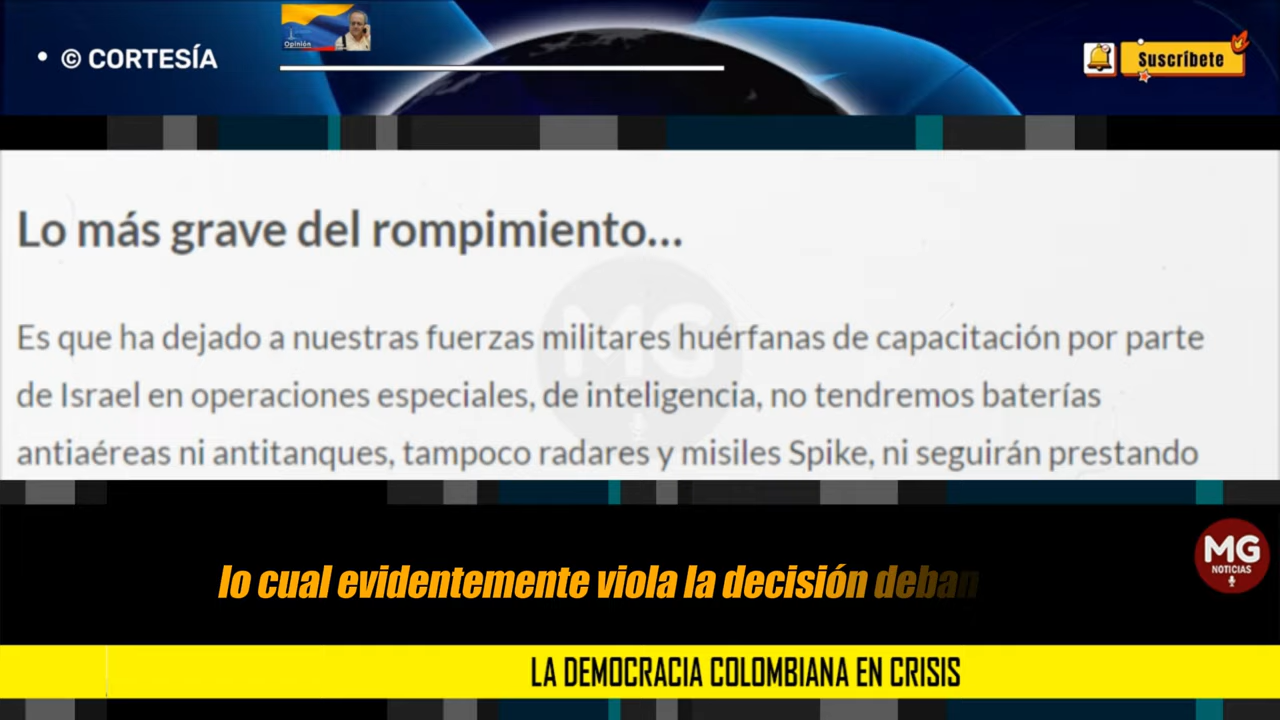 • © CORTESÍA
Opinión
Suscríbete
Lo más grave del rompimiento...
Es que ha dejado a nuestras fuerzas militares huérfanas de capacitación por parte
de Israel en operaciones especiales, de inteligencia, no tendremos baterías
antiaéreas ni antitanques, tampoco radares y misiles Spike, ni seguirán prestando
MG
lo cual evidentemente viola la decisión deban
MG
NOTICIAS
LA DEMOCRACIA COLOMBIANA EN CRISIS